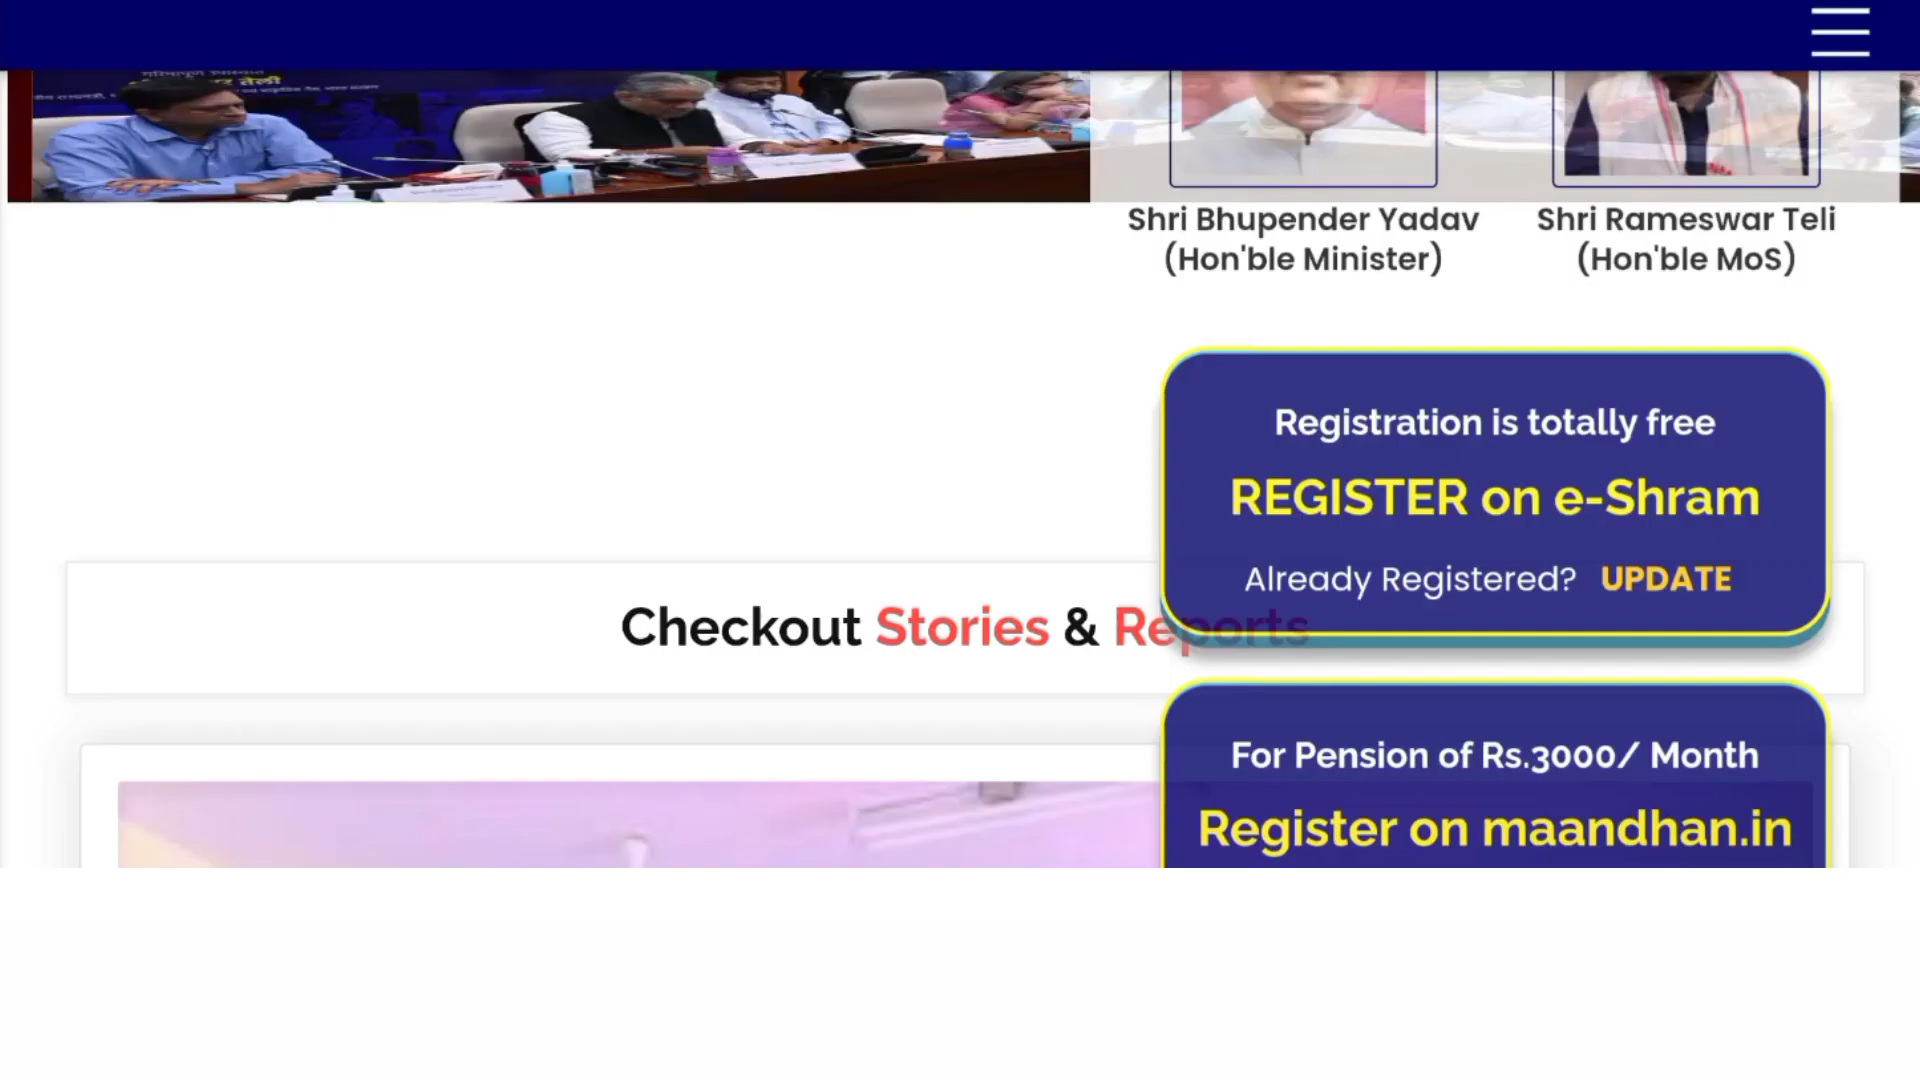 तेली
Shri Bhupender Yadav
(Hon'ble Minister)
Shri Rameswar Teli
(Hon'ble MoS)
Registration is totally free
REGISTER on e-Shram
Already Registered? UPDATE
Checkout Stories & Reports
For Pension of Rs.3000/ Month
Register on maandhan.in